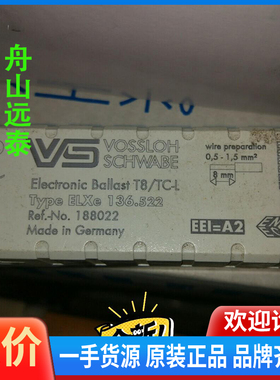 舟山远泰
VS VOSSLOH SCHWABE
wire preparation
0,5 - 1,5 mm²
8 mm
Electronic Ballast T8/TC-L
Type ELXe 136.522
Ref.-No. 188022
Made in Germany
EEI=A2
价
欢迎
一手货源 原装正品 品牌